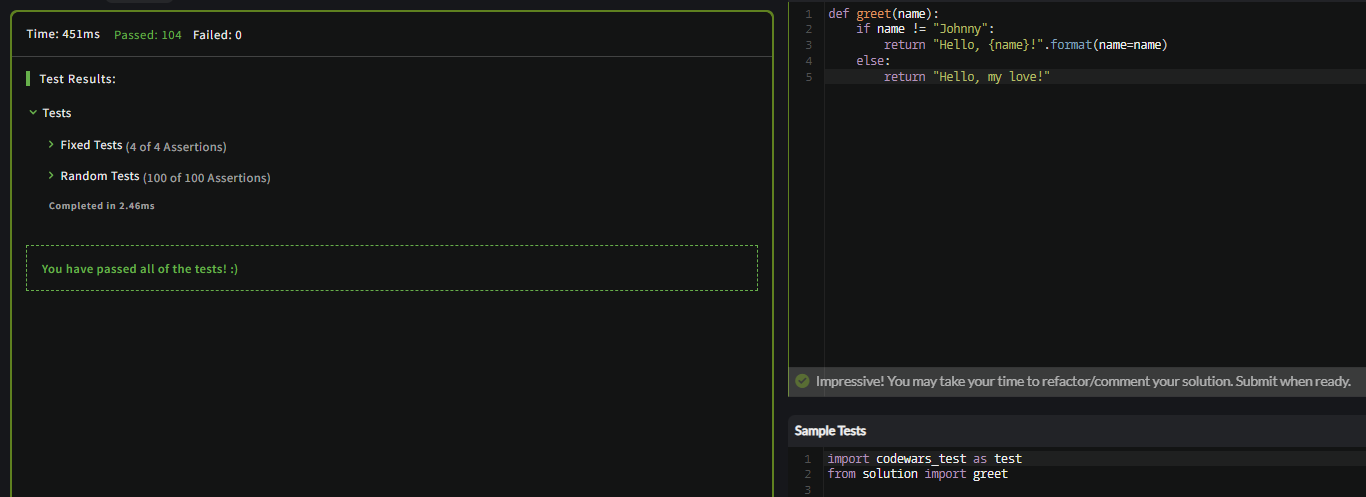 Time: 451ms Passed: 104 Failed: 0
Test Results:
Tests
Fixed Tests (4 of 4 Assertions)
Random Tests (100 of 100 Assertions)
Completed in 2.46ms
You have passed all of the tests! :)
1 def greet(name):
2     if name != "Johnny":
3         return "Hello, {name}!".format(name=name)
4     else:
5         return "Hello, my love!"
Impressive! You may take your time to refactor/comment your solution. Submit when ready.
Sample Tests
1 import codewars_test as test
2 from solution import greet
3